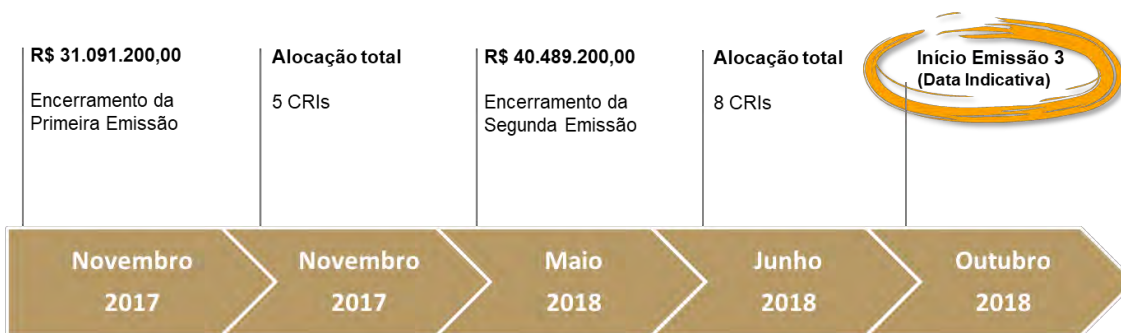 R$ 31.091.200,00
Encerramento da
Primeira Emissão
Alocação total
5 CRIs
R$ 40.489.200,00
Encerramento da
Segunda Emissão
Alocação total
8 CRIs
Início Emissão 3
(Data Indicativa)
Novembro
2017
Novembro
2017
Maio
2018
Junho
2018
Outubro
2018